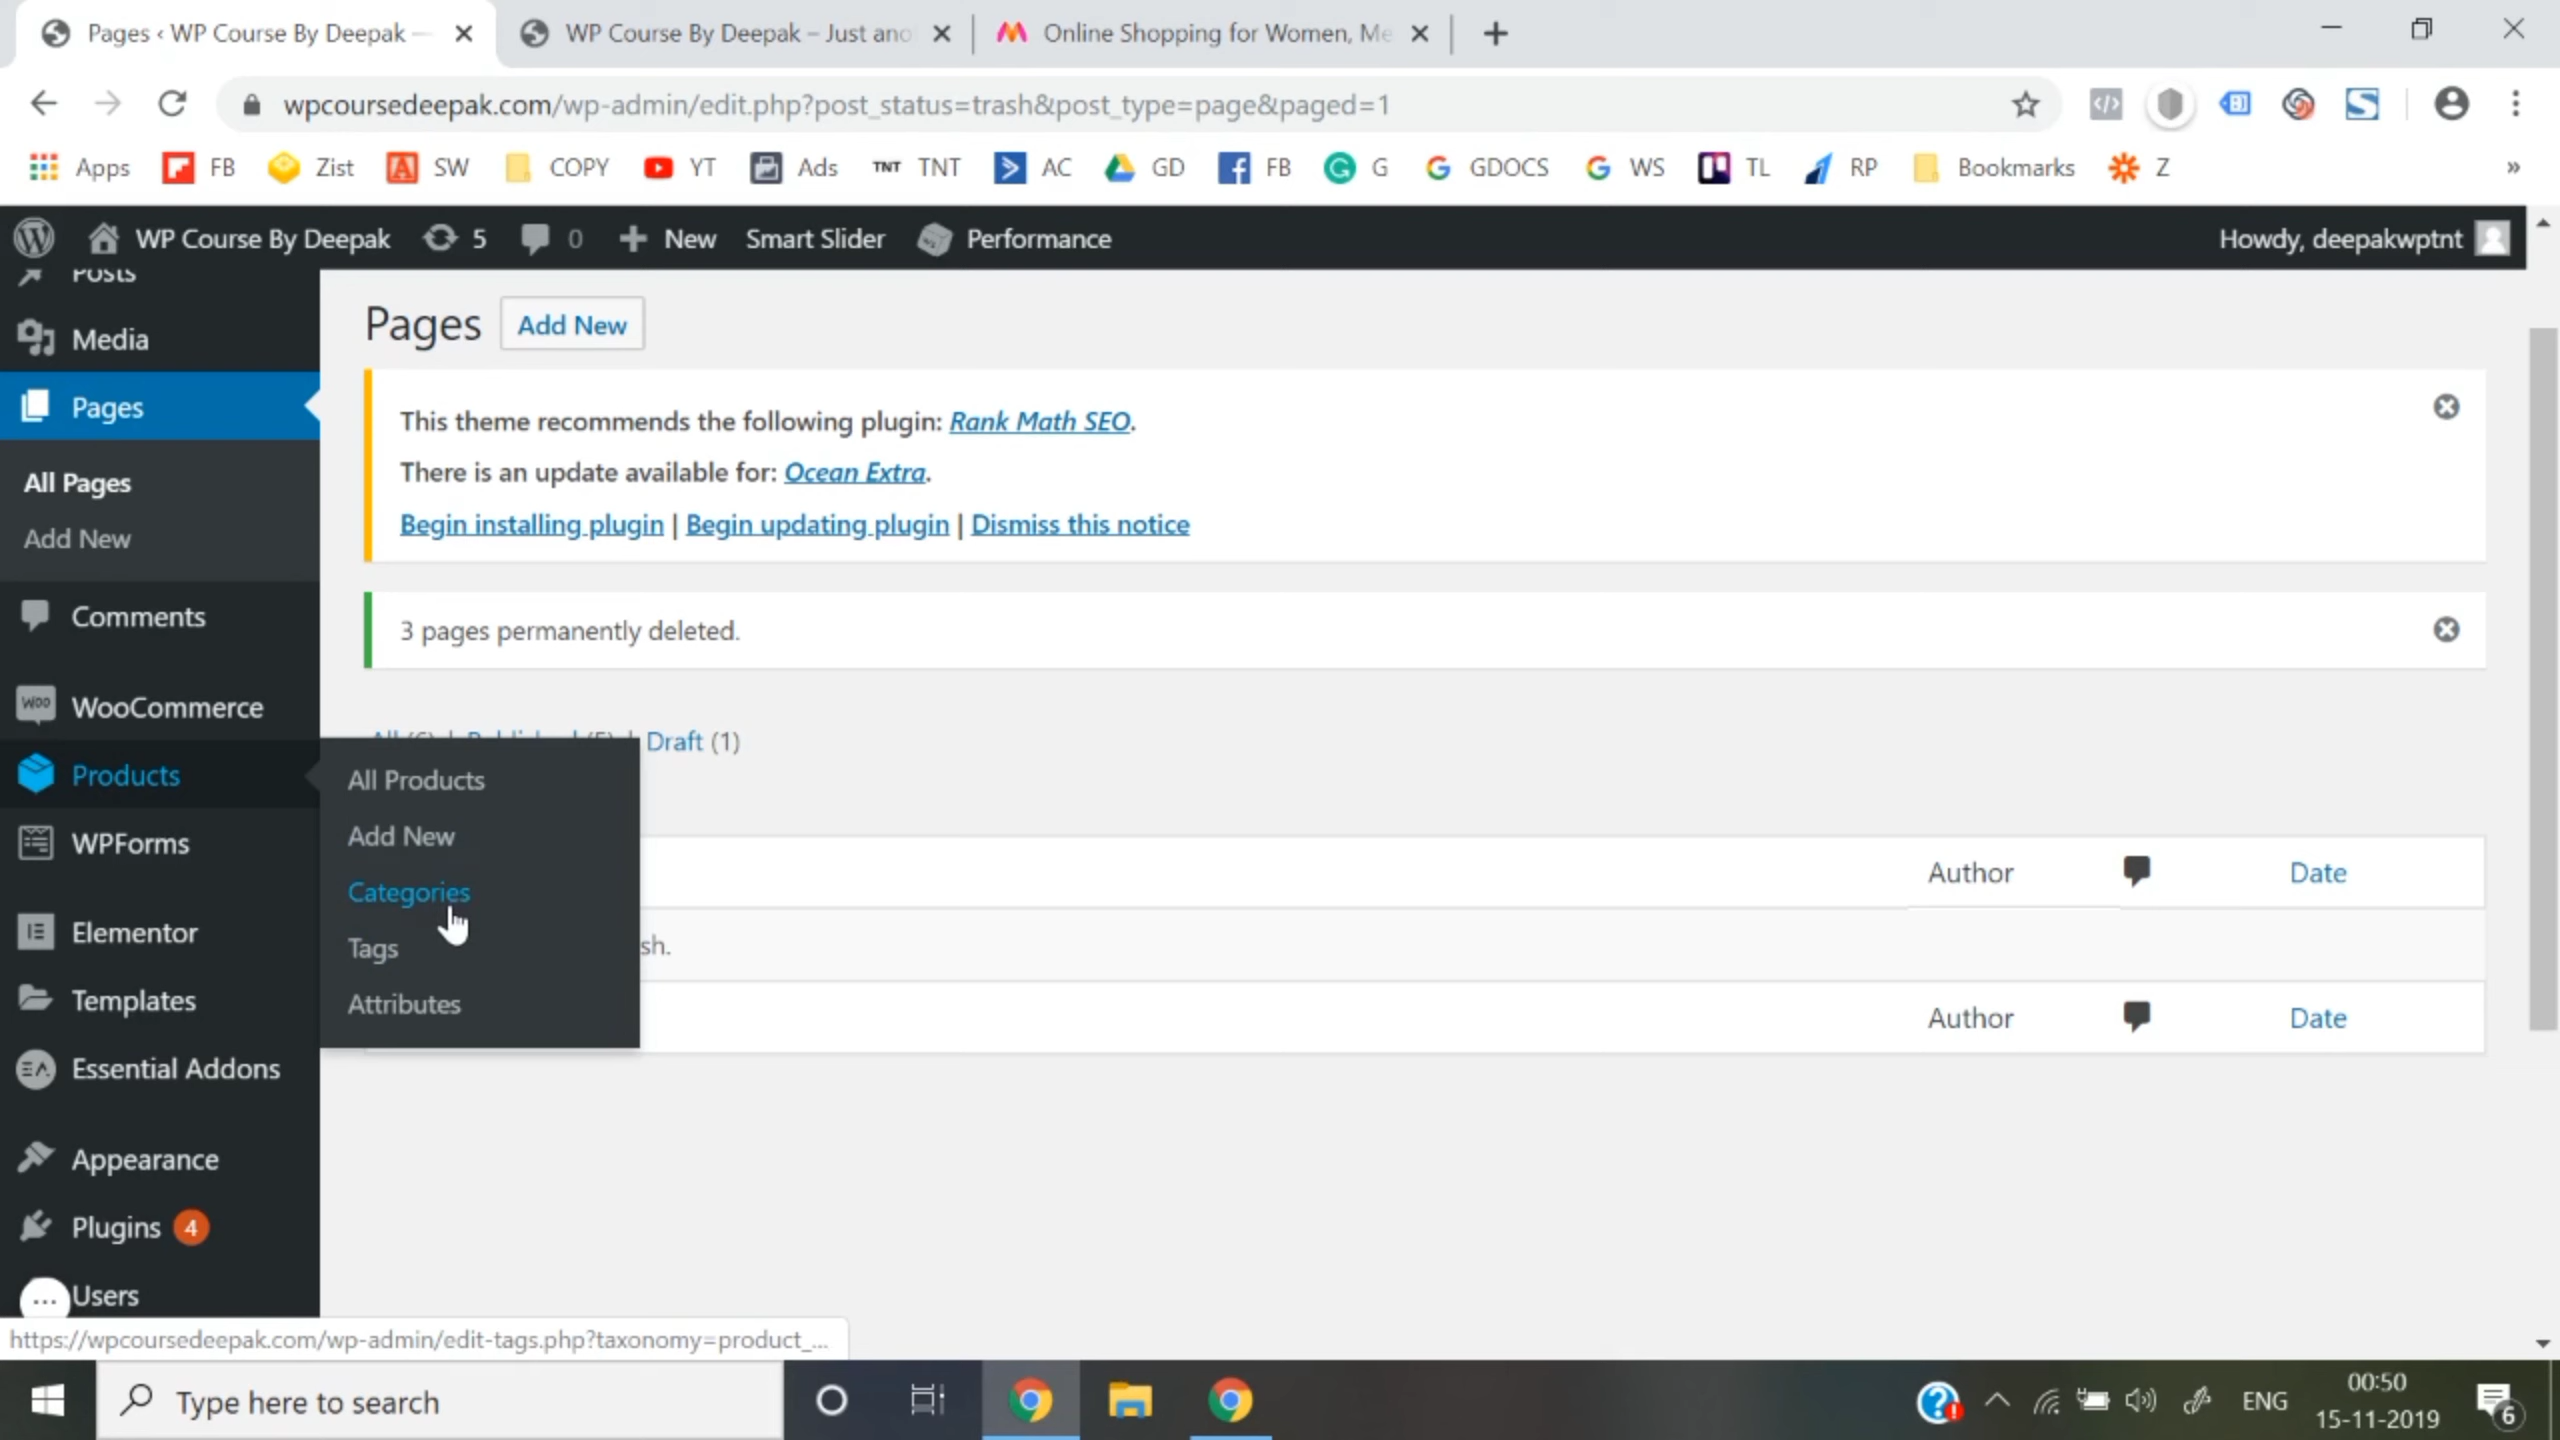 Pages ‹ WP Course By Deepak —
WP Course By Deepak – Just ano
Online Shopping for Women, Me
wpcoursedeepak.com/wp-admin/edit.php?post_status=trash&post_type=page&paged=1
Apps FB Zist SW COPY YT Ads TNT TNT AC GD FB G GDOCS WS TL RP Bookmarks Z »
WP Course By Deepak 5 0 New Smart Slider Performance Howdy, deepakwptnt
Posts
Media
Pages
All Pages
Add New
Comments
WooCommerce
Products
WPForms
Elementor
Templates
Essential Addons
Appearance
Plugins 4
Users
All Products
Add New
Categories
Tags
Attributes
Pages Add New
This theme recommends the following plugin: Rank Math SEO.
There is an update available for: Ocean Extra.
Begin installing plugin | Begin updating plugin | Dismiss this notice
3 pages permanently deleted.
Draft (1)
Author Date
sh.
Author Date
https://wpcoursedeepak.com/wp-admin/edit-tags.php?taxonomy=product_...
Type here to search
ENG
00:50
15-11-2019
6